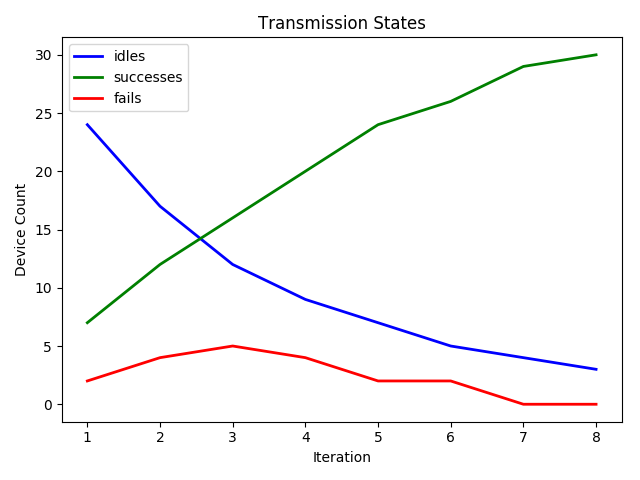 Transmission States
idles
successes
fails
Device Count
30
25
20
15
10
5
0
1 2 3 4 5 6 7 8
Iteration